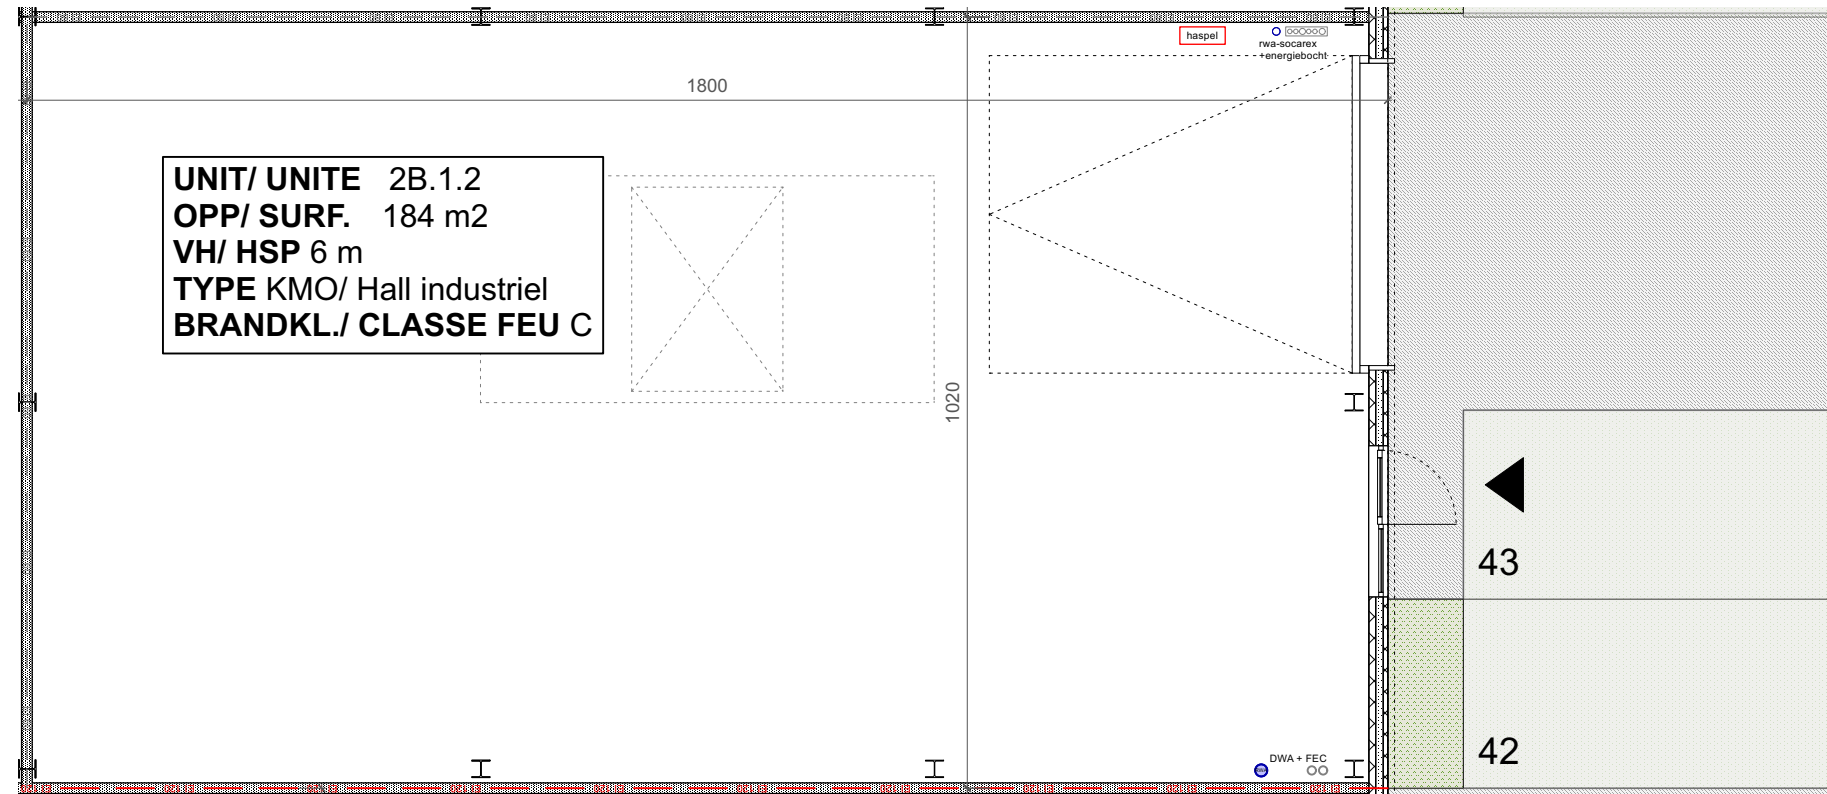 haspel
rwa-socarex
+energiebocht
1800
UNIT/ UNITE 2B.1.2
OPP/ SURF. 184 m2
VH/ HSP 6 m
TYPE KMO/ Hall industriel
BRANDKL./ CLASSE FEU C
1020
43
42
DWA + FEC